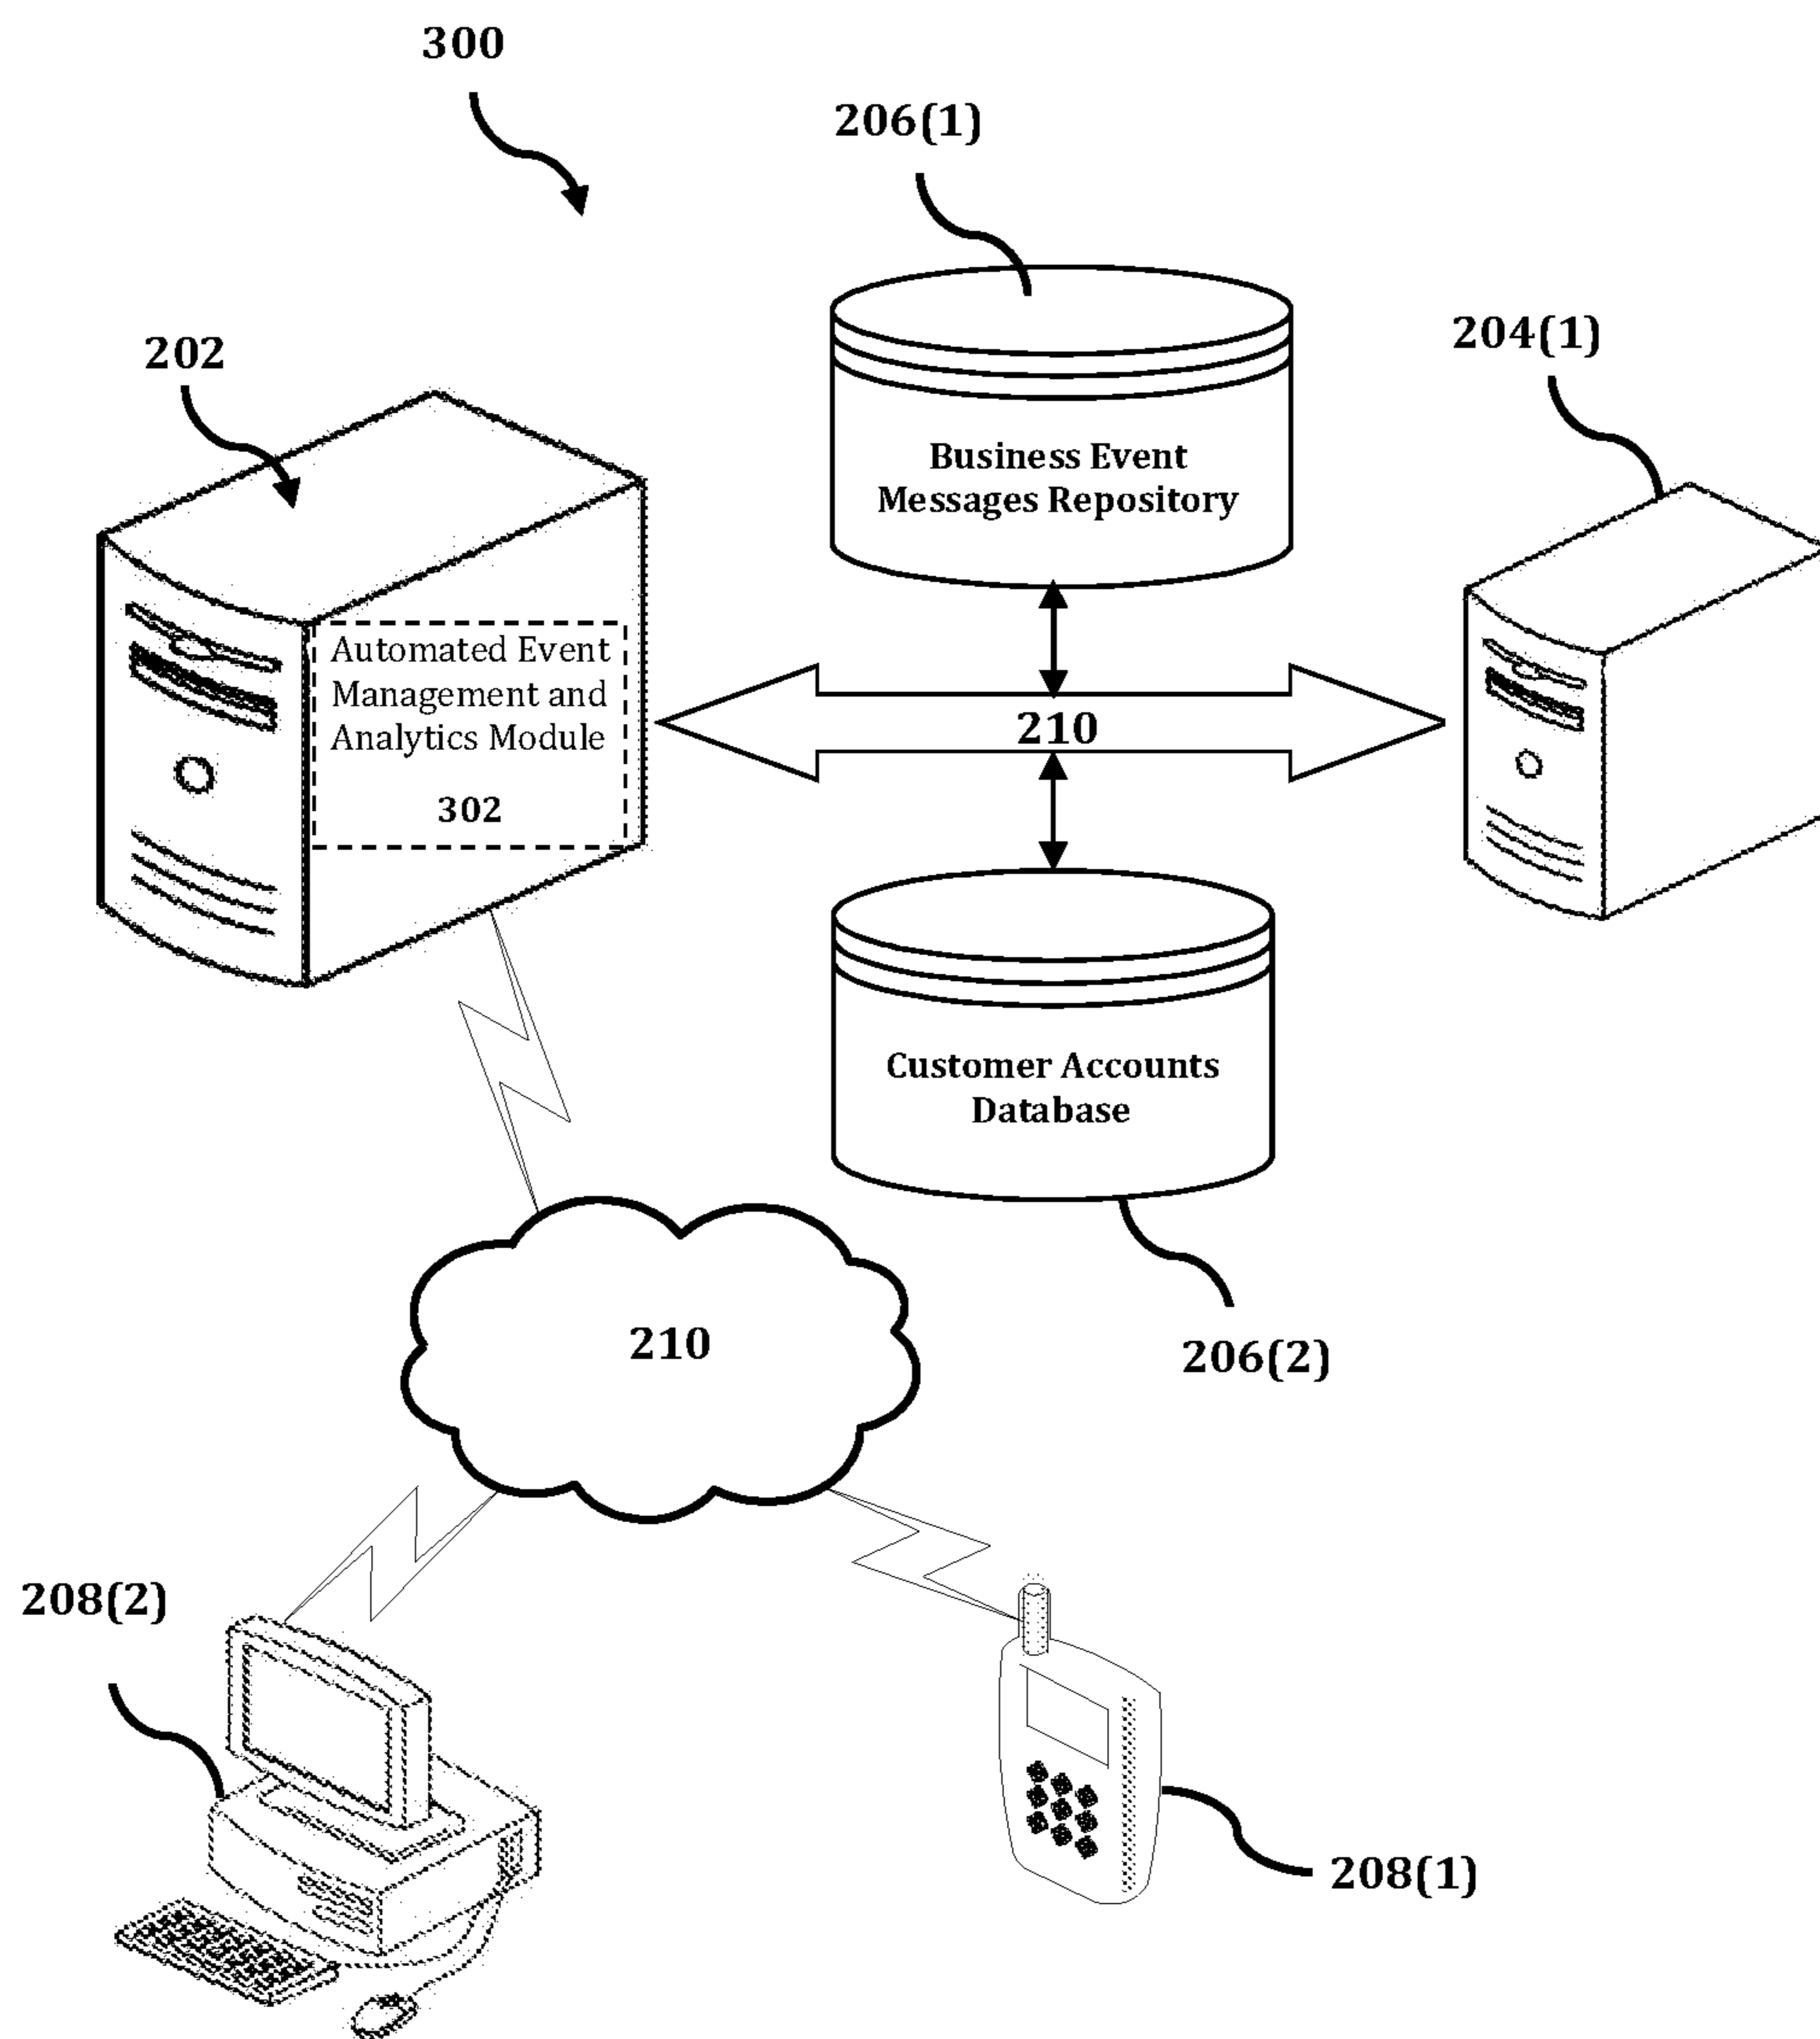 300
206(1)
204(1)
202
Business Event
Messages Repository
Automated Event
Management and
Analytics Module
302
210
Customer Accounts
Database
206(2)
210
208(2)
208(1)